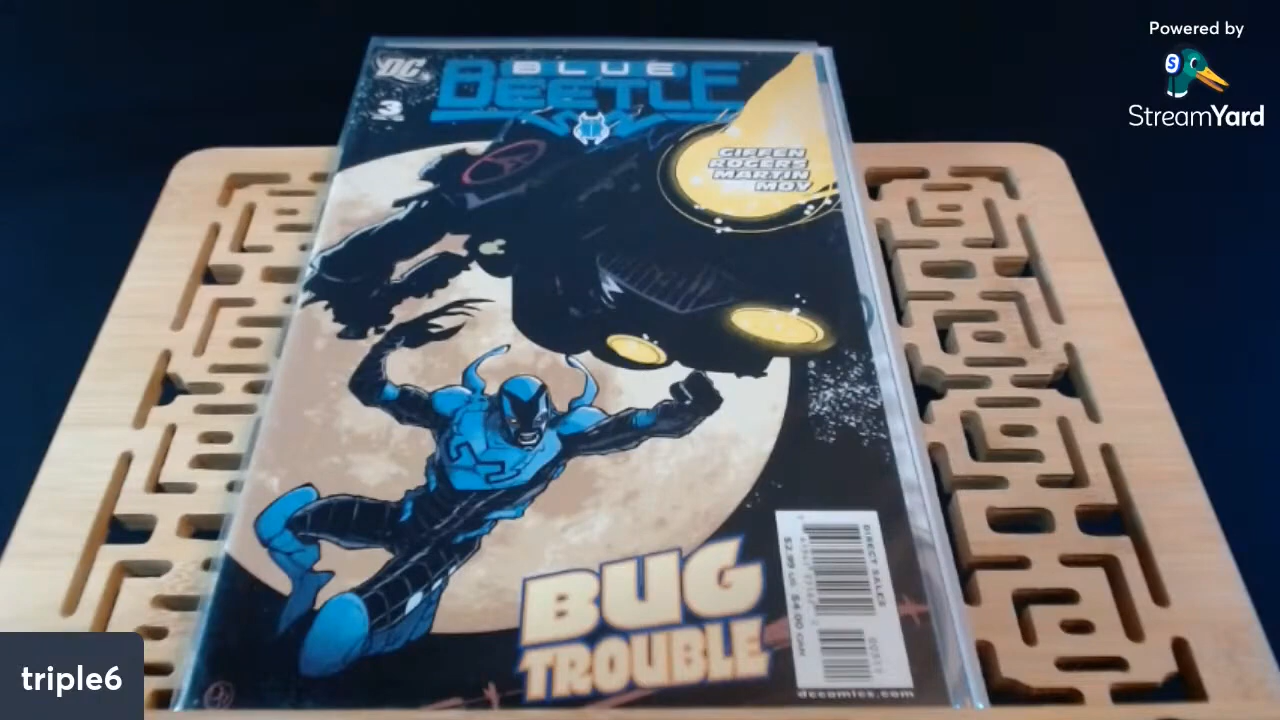 Powered by
StreamYard
DC
BLUE
BEETLE
3
GIFFEN
ROGERS
MARTIN
MOY
BUG
TROUBLE
DIRECT SALES
$2.99 US $4.00 CAN
dccomics.com
triple6